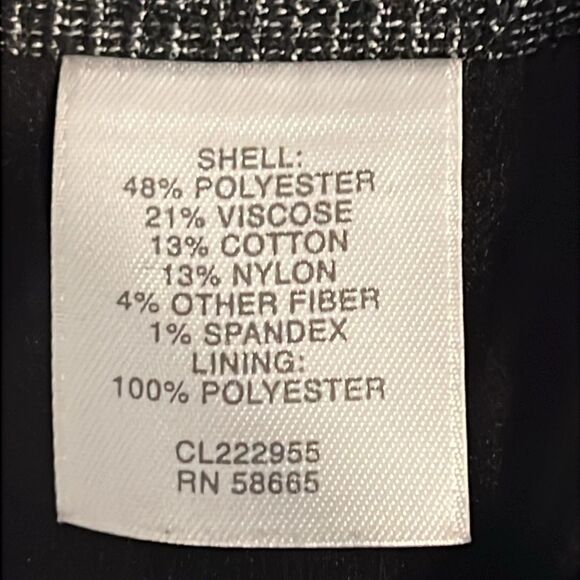 SHELL:
48% POLYESTER
21% VISCOSE
13% COTTON
13% NYLON
4% OTHER FIBER
1% SPANDEX
LINING:
100% POLYESTER
CL222955
RN 58665